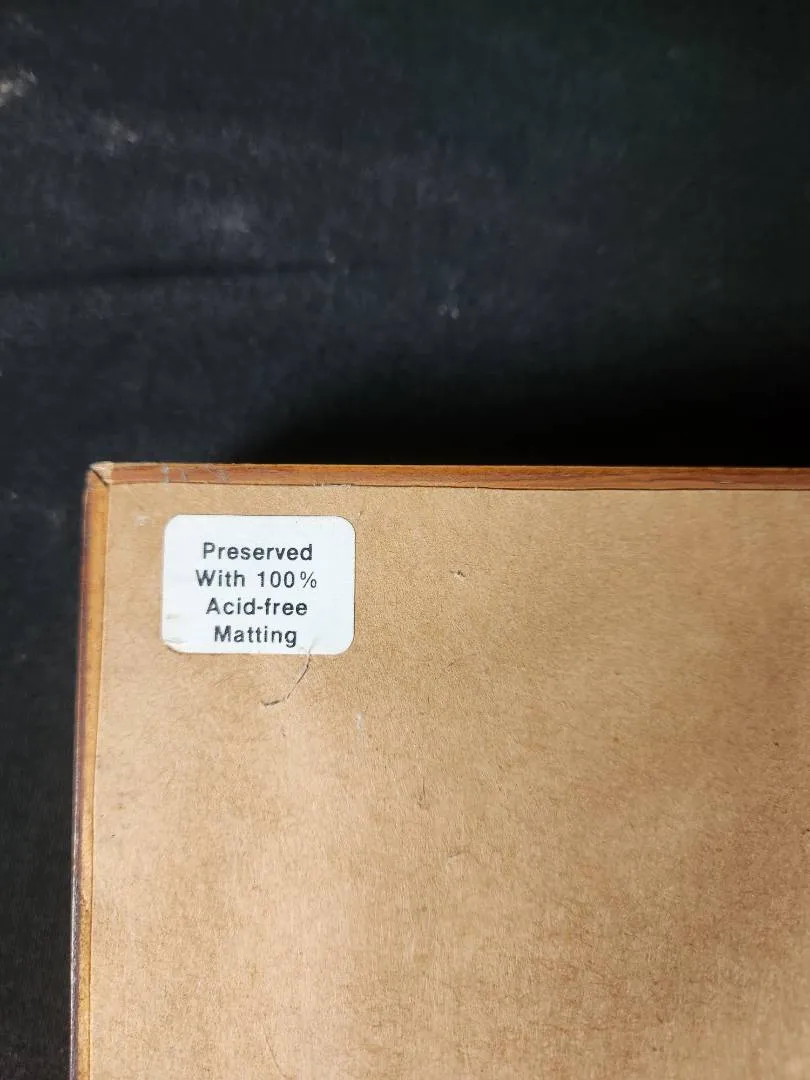 Preserved
With 100%
Acid-free
Matting